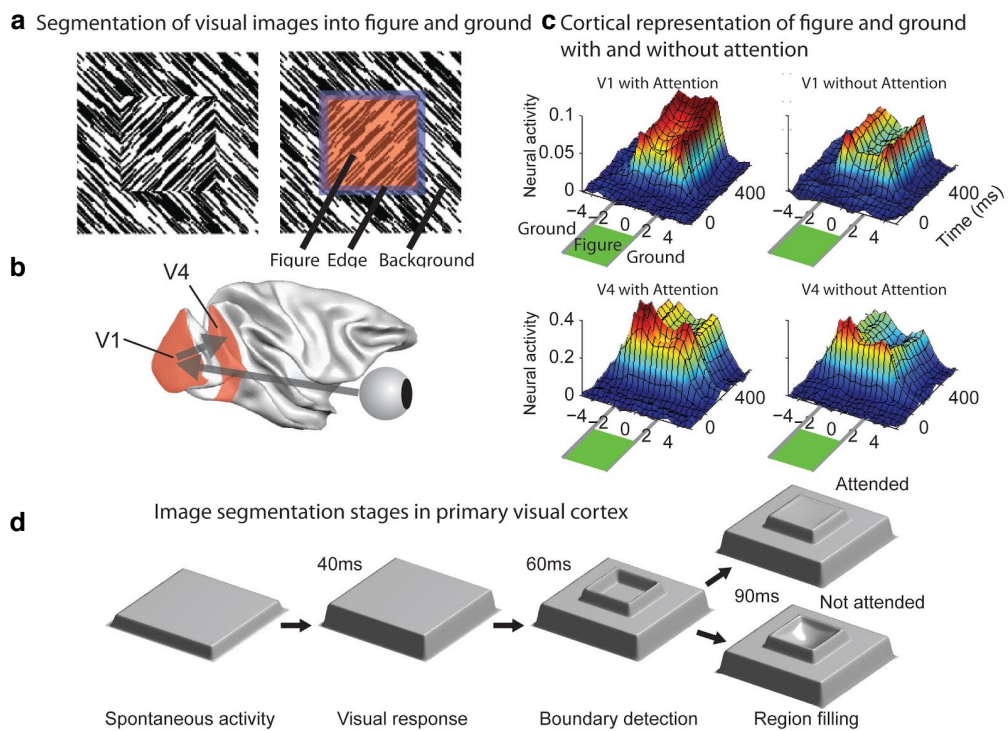 a Segmentation of visual images into figure and ground
Figure Edge Background
b
V4
V1
c Cortical representation of figure and ground
with and without attention
V1 with Attention
Neural activity
0.1
0.05
0
−4 −2 0 2 4
0
400
Ground
Figure
Ground
V1 without Attention
−4 −2 0 2 4
0
400
Time (ms)
V4 with Attention
Neural activity
0.4
0.2
0
−4 −2 0 2 4
0
400
V4 without Attention
−4 −2 0 2 4
0
400
d
Image segmentation stages in primary visual cortex
40ms
60ms
90ms
Attended
Not attended
Spontaneous activity
Visual response
Boundary detection
Region filling